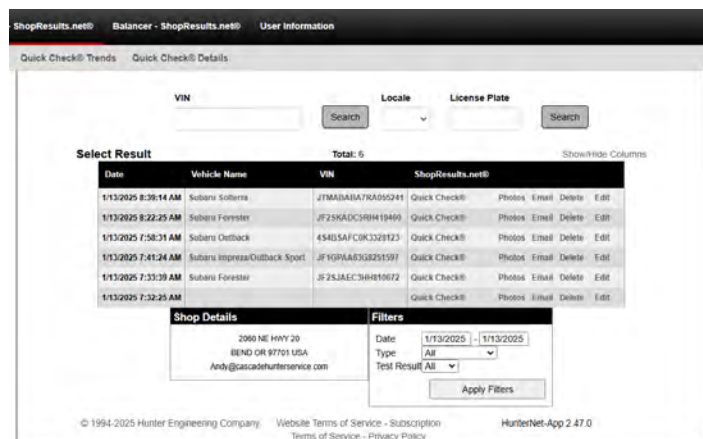 - ShopResults.net® Balancer - ShopResults.net® User Information
Quick Check® Trends Quick Check® Details
VIN Locale License Plate
Search Search
Select Result Total: 6 Show/Hide Columns
Date Vehicle Name VIN ShopResults.net®
1/13/2025 8:39:14 AM Subaru Solterra JTMABABA7RA055241 Quick Check® Photos Email Delete Edit
1/13/2025 8:22:25 AM Subaru Forester Quick Check® Photos Email Delete Edit
1/13/2025 7:58:31 AM Subaru Outback 4S4BSAFC0K3328123 Quick Check® Photos Email Delete Edit
1/13/2025 7:41:24 AM Subaru Impreza/Outback Sport JF1GPAA63G8251597 Quick Check® Photos Email Delete Edit
1/13/2025 7:33:39 AM Subaru Forester JF2SJAEC3HH810672 Quick Check® Photos Email Delete Edit
1/13/2025 7:32:25 AM Quick Check® Photos Email Delete Edit
Shop Details Filters
2060 NE HWY 20
BEND OR 97701 USA
Andy@cascadehunterservice.com
Date 1/13/2025 - 1/13/2025
Type All
Test Result All
Apply Filters
© 1994-2025 Hunter Engineering Company Website Terms of Service - Subscription HunterNet-App 2.47.0
Terms of Service - Privacy Policy